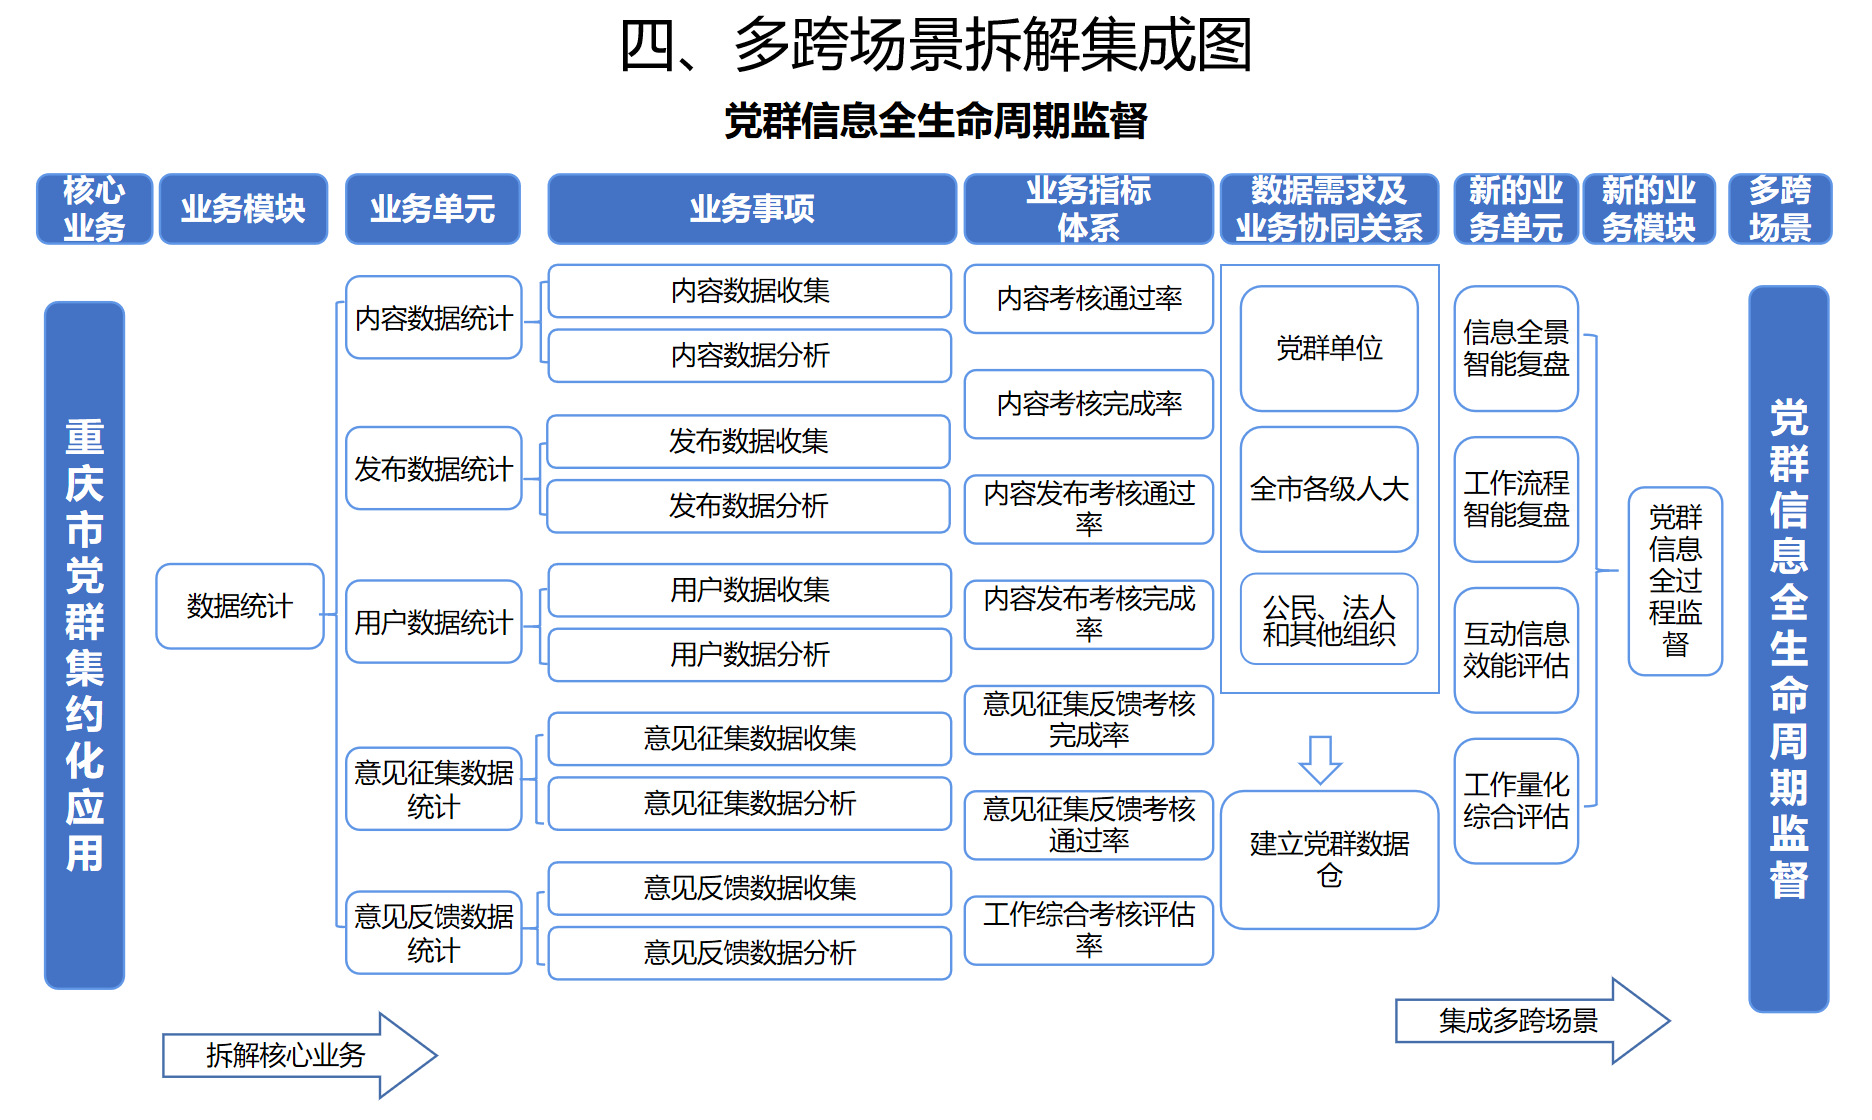 四、多跨场景拆解集成图
党群信息全生命周期监督
核心
业务
业务模块
业务单元
业务事项
业务指标
体系
数据需求及
业务协同关系
新的业
务单元
新的业
务模块
多跨
场景
重庆市党群集约化应用
数据统计
内容数据统计
发布数据统计
用户数据统计
意见征集数据
统计
意见反馈数据
统计
内容数据收集
内容数据分析
发布数据收集
发布数据分析
用户数据收集
用户数据分析
意见征集数据收集
意见征集数据分析
意见反馈数据收集
意见反馈数据分析
内容考核通过率
内容考核完成率
内容发布考核通过
率
内容发布考核完成
率
意见征集反馈考核
完成率
意见征集反馈考核
通过率
工作综合考核评估
率
党群单位
全市各级人大
公民、法人
和其他组织
建立党群数据
仓
信息全景
智能复盘
工作流程
智能复盘
互动信息
效能评估
工作量化
综合评估
党群
信息
全过
程监
督
党群信息全生命周期监督
拆解核心业务
集成多跨场景